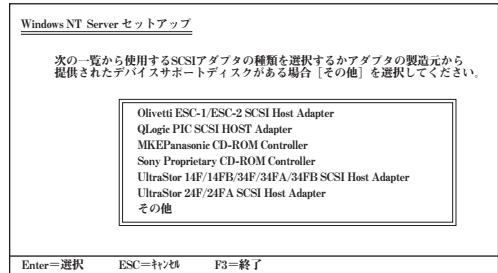 Windows NT Server セットアップ
次の一覧から使用するSCSIアダプタの種類を選択するかアダプタの製造元から
提供されたデバイスサポートディスクがある場合［その他］を選択してください。
Olivetti ESC-1/ESC-2 SCSI Host Adapter
QLogic PIC SCSI HOST Adapter
MKEPanasonic CD-ROM Controller
Sony Proprietary CD-ROM Controller
UltraStor 14F/14FB/34F/34FA/34FB SCSI Host Adapter
UltraStor 24F/24FA SCSI Host Adapter
その他
Enter＝選択 ESC＝ｷｬﾝｾﾙ F3＝終了